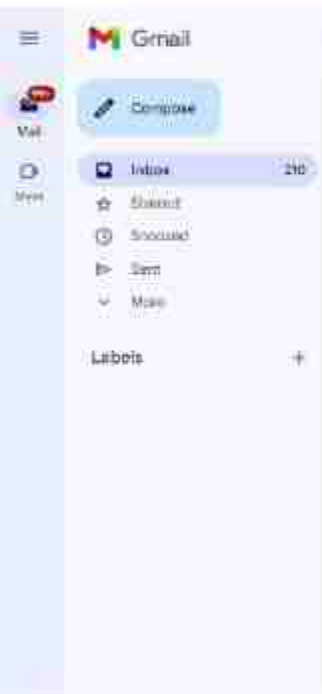 Gmail
Compose
Mail
Inbox 210
Meet
Starred
Snoozed
Sent
More
Labels +